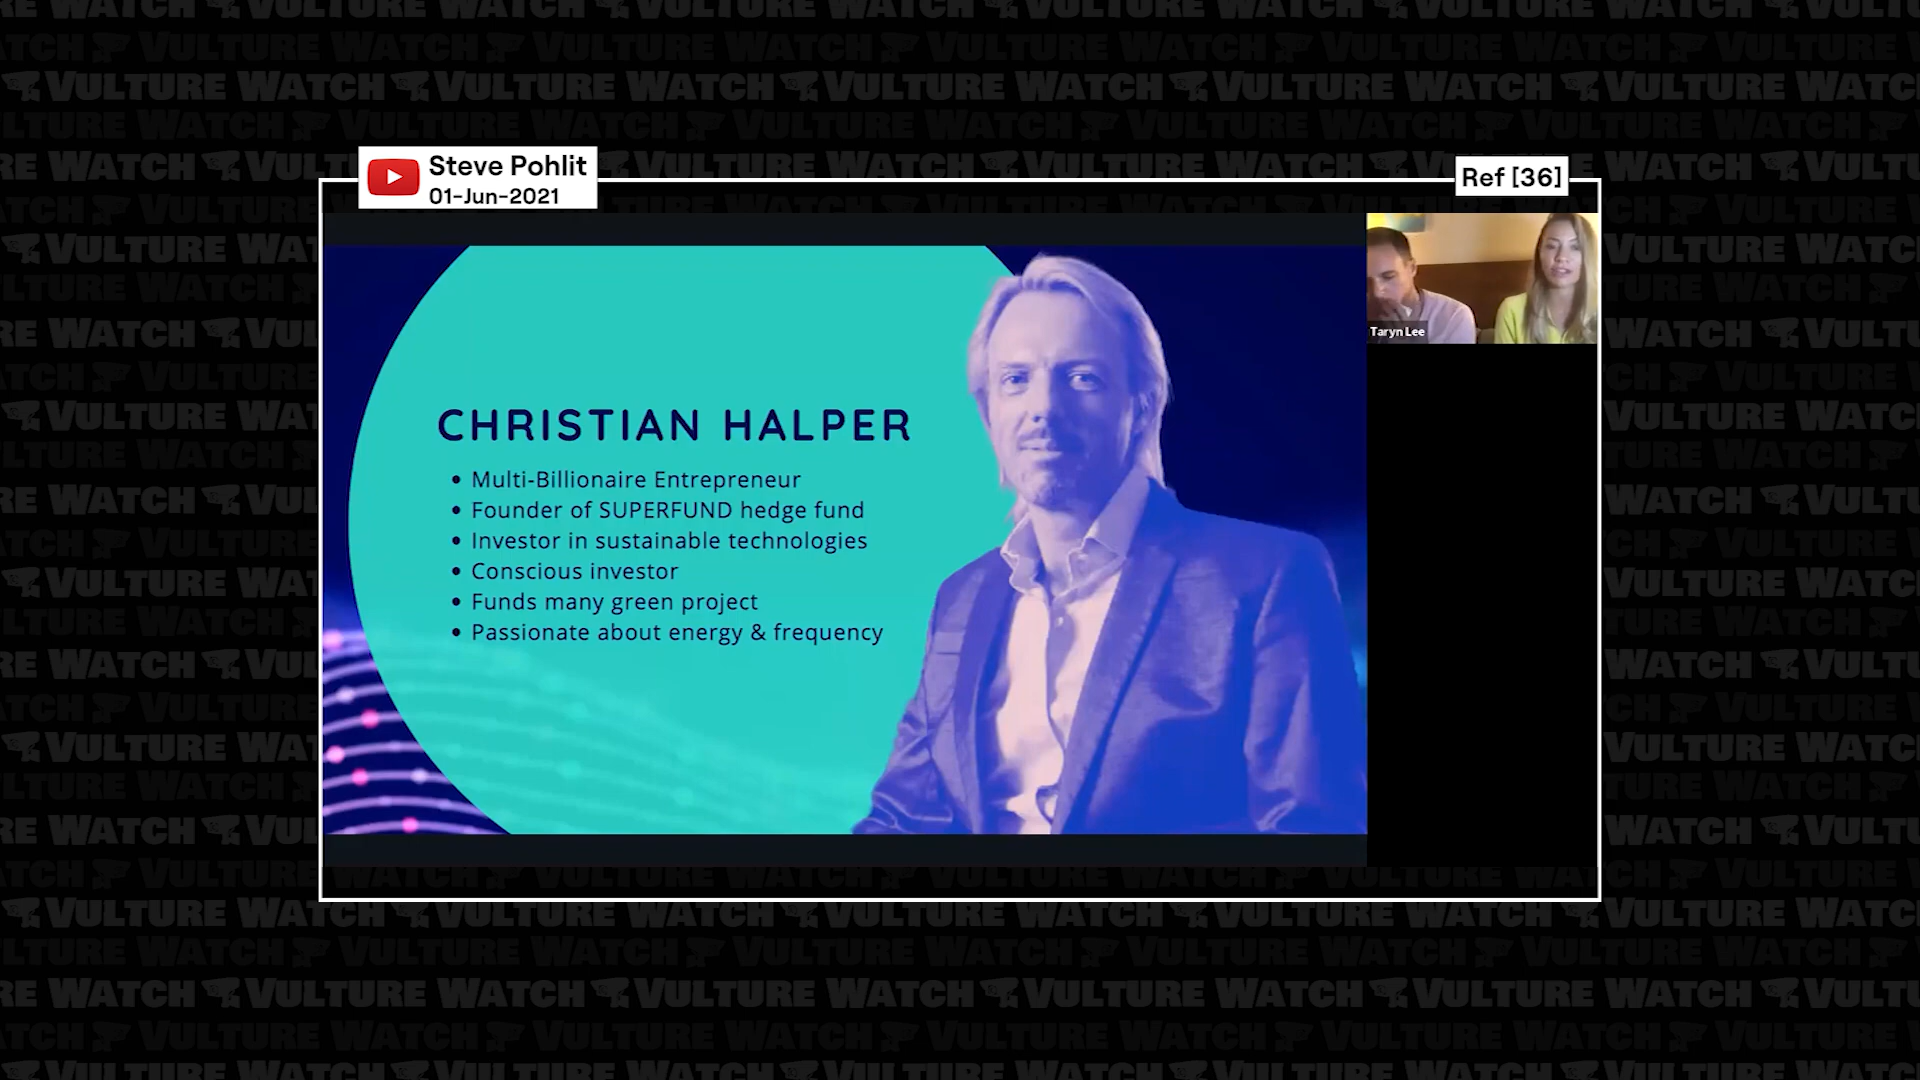 VULTURE WATCH
Steve Pohlit
01-Jun-2021
Ref [36]
CHRISTIAN HALPER
• Multi-Billionaire Entrepreneur
• Founder of SUPERFUND hedge fund
• Investor in sustainable technologies
• Conscious investor
• Funds many green project
• Passionate about energy & frequency
Taryn Lee